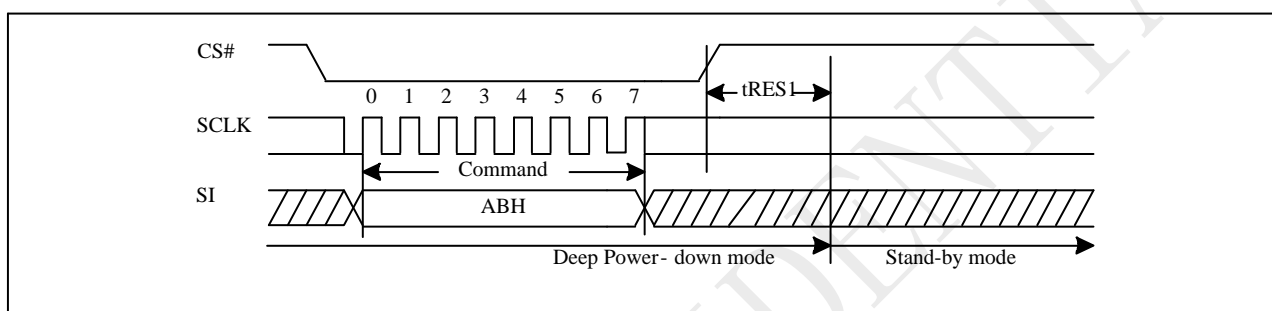 CS#
tRES1
0 1 2 3 4 5 6 7
SCLK
Command
SI
ABH
Deep Power- down mode Stand-by mode